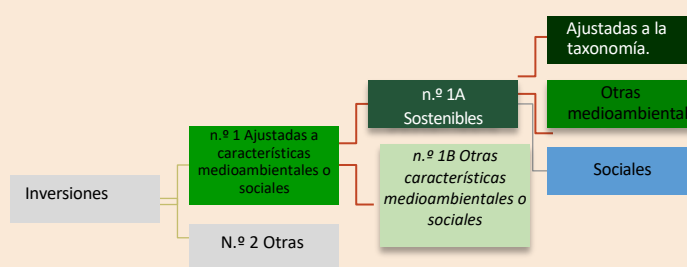 Ajustadas a la
taxonomía.
n.º 1A
Sostenibles
Otras
medioambiental
n.º 1 Ajustadas a
características
medioambientales o
sociales
n.º 1B Otras
características
medioambientales o
sociales
Sociales
Inversiones
N.º 2 Otras